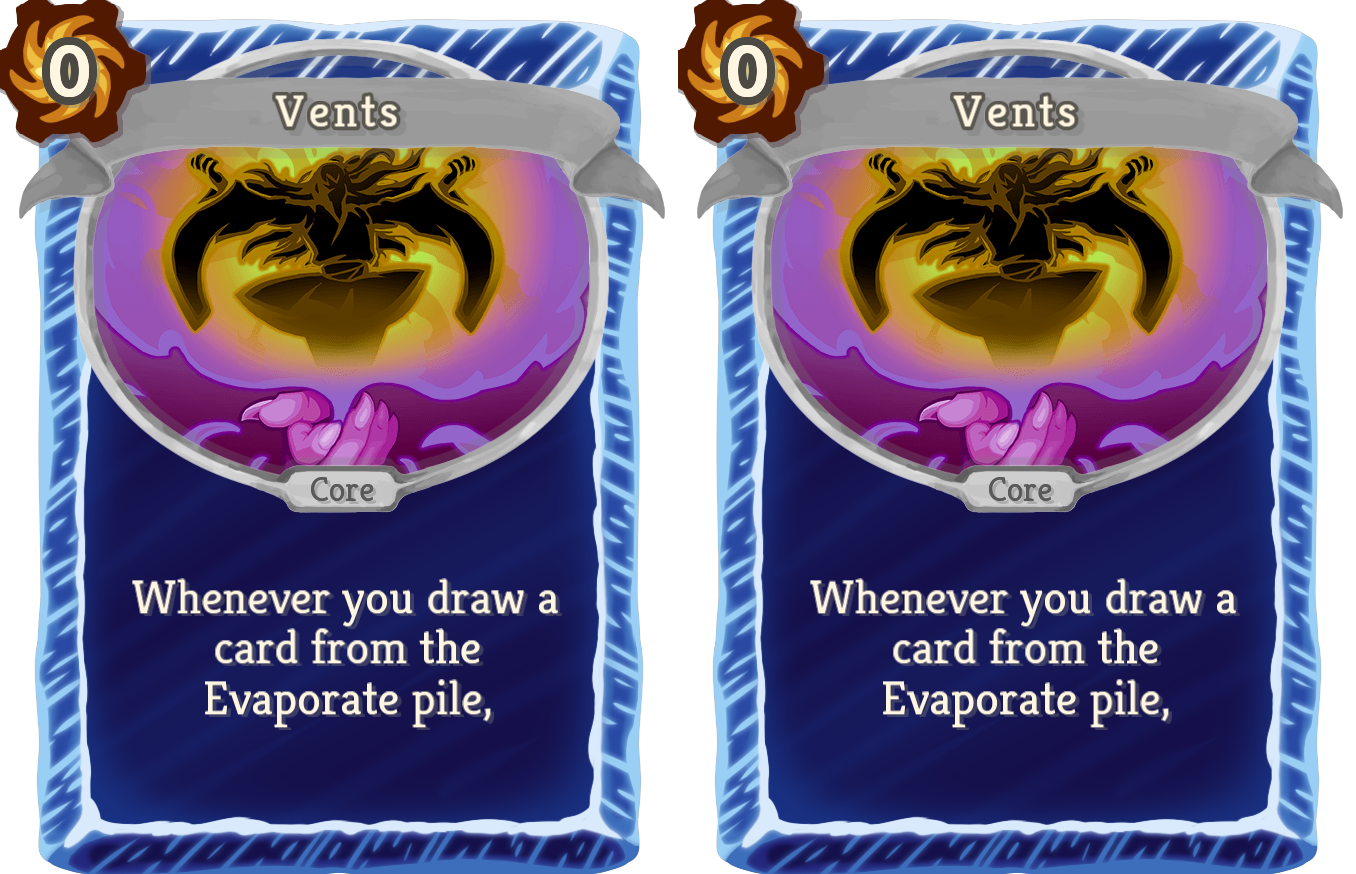 0
Vents
Core
Whenever you draw a
card from the
Evaporate pile,
0
Vents
Core
Whenever you draw a
card from the
Evaporate pile,